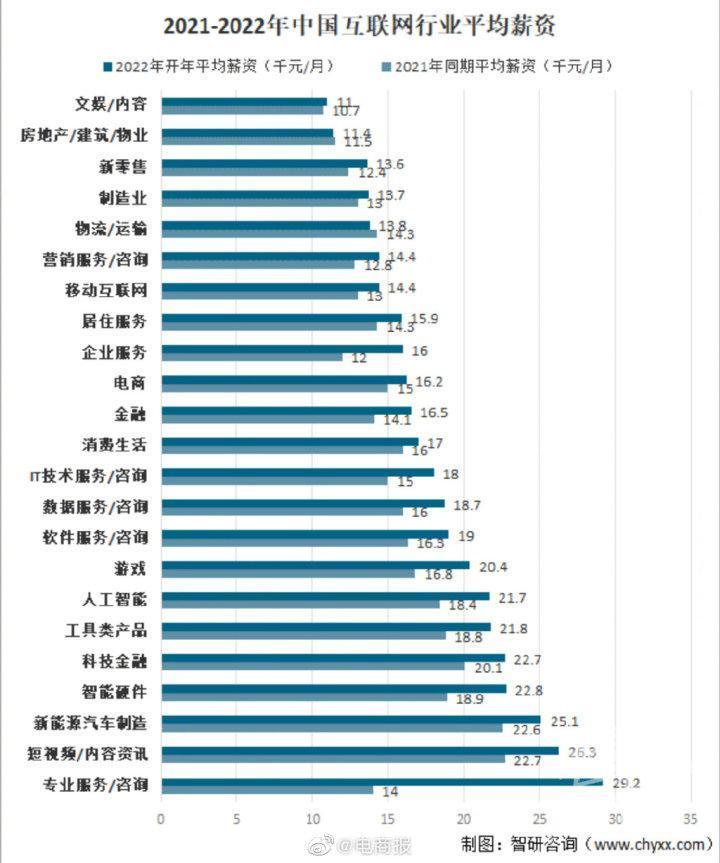 2021-2022年中国互联网行业平均薪资
2022年开年平均薪资（千元/月） 2021年同期平均薪资（千元/月）
文娱/内容 11
10.7
房地产/建筑/物业 11.4
11.5
新零售 13.6
12.4
制造业 13.7
13
物流/运输 13.8
14.3
营销服务/咨询 14.4
12.8
移动互联网 14.4
13
居住服务 15.9
14.3
企业服务 16
12
电商 16.2
15
金融 16.5
14.1
消费生活 17
16
IT技术服务/咨询 18
15
数据服务/咨询 18.7
16
软件服务/咨询 19
16.3
游戏 20.4
16.8
人工智能 21.7
18.4
工具类产品 21.8
18.8
科技金融 22.7
20.1
智能硬件 22.8
18.9
新能源汽车制造 25.1
22.6
短视频/内容资讯 26.3
22.7
专业服务/咨询 29.2
14
0 5 10 15 20 25 30 35
@电商报
制图：智研咨询（www.chyxx.com）